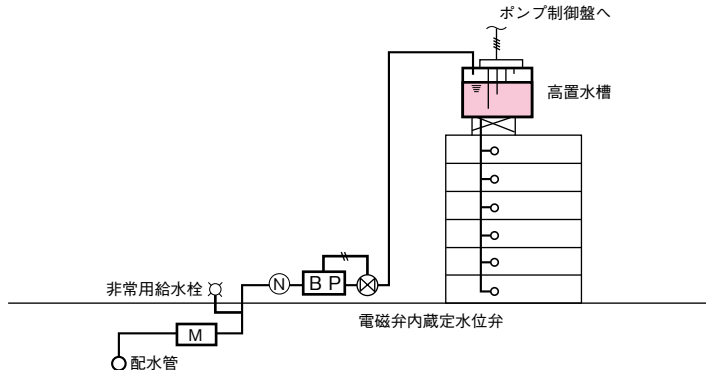 ポンプ制御盤へ
高置水槽
非常用給水栓
N
B P
電磁弁内蔵定水位弁
M
配水管